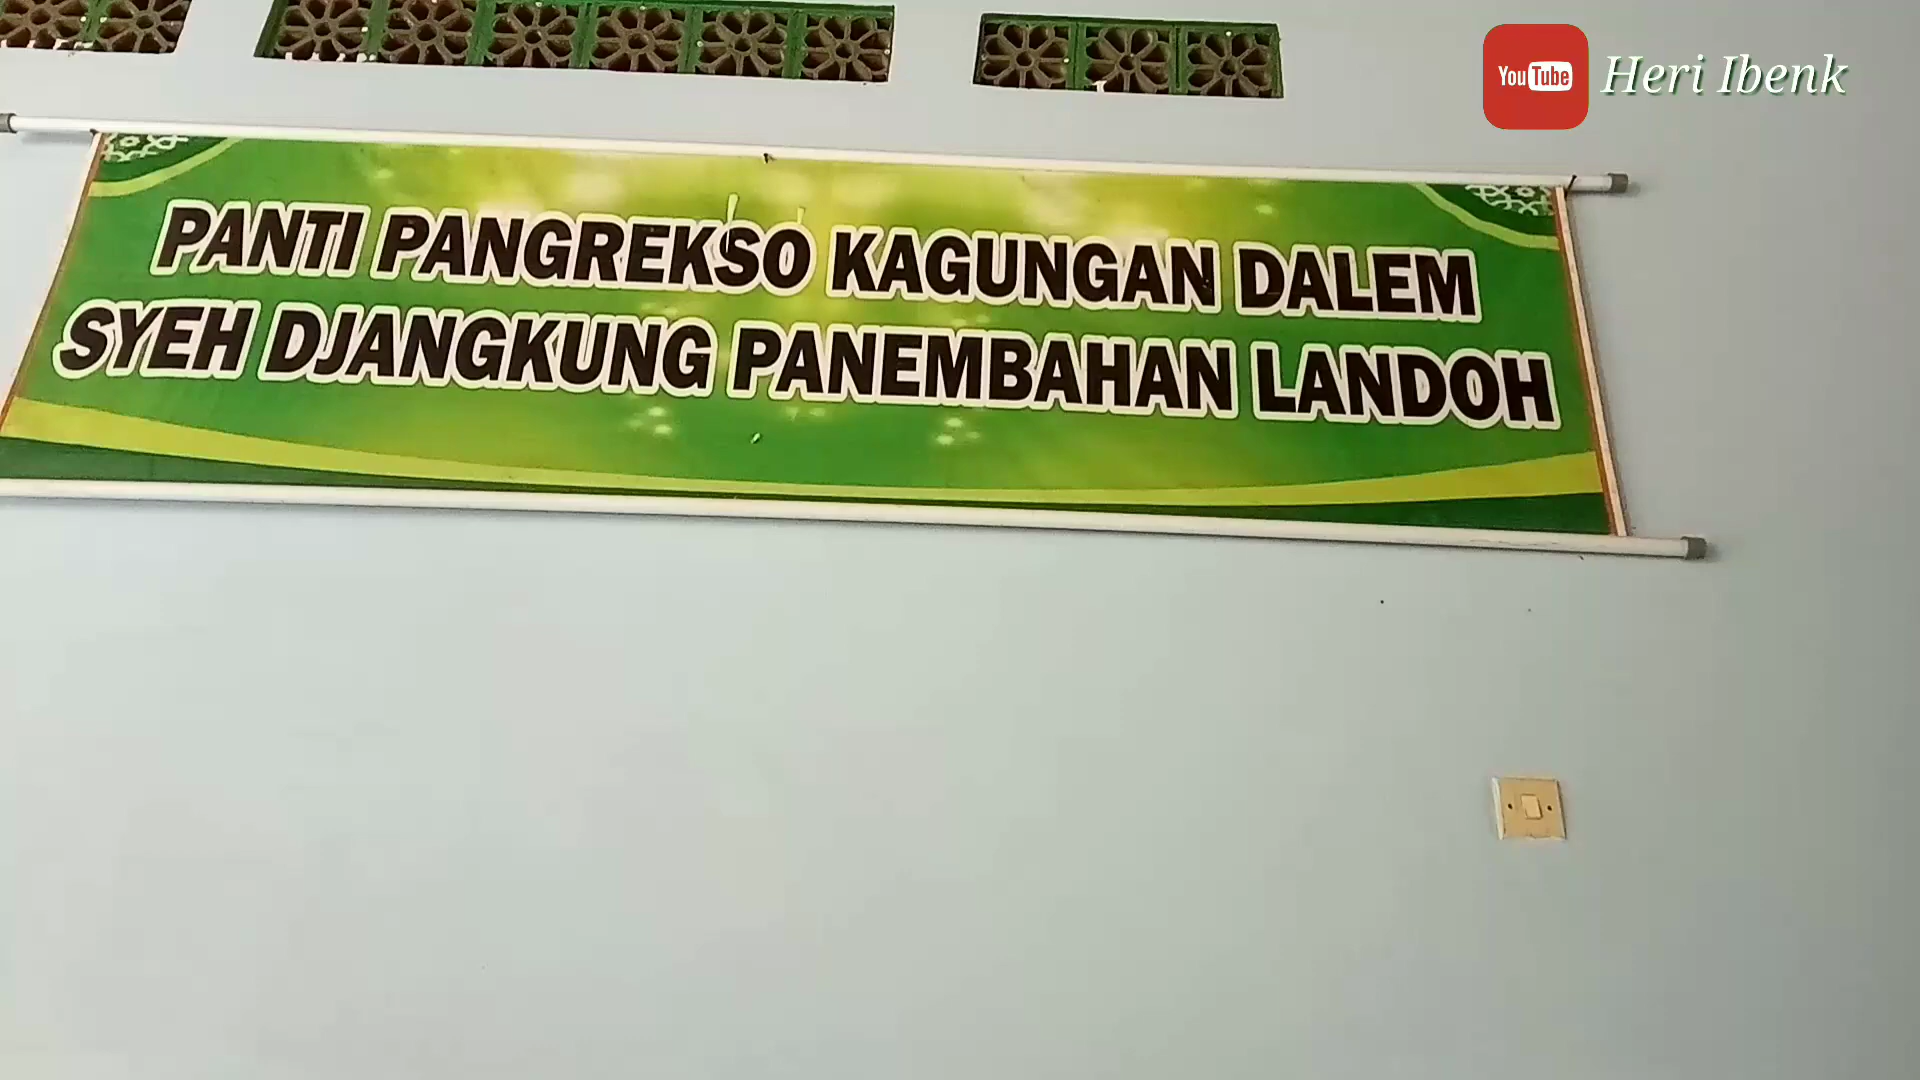 YouTube Heri Ibenk
PANTI PANGREKSO KAGUNGAN DALEM
SYEH DJANGKUNG PANEMBAHAN LANDOH